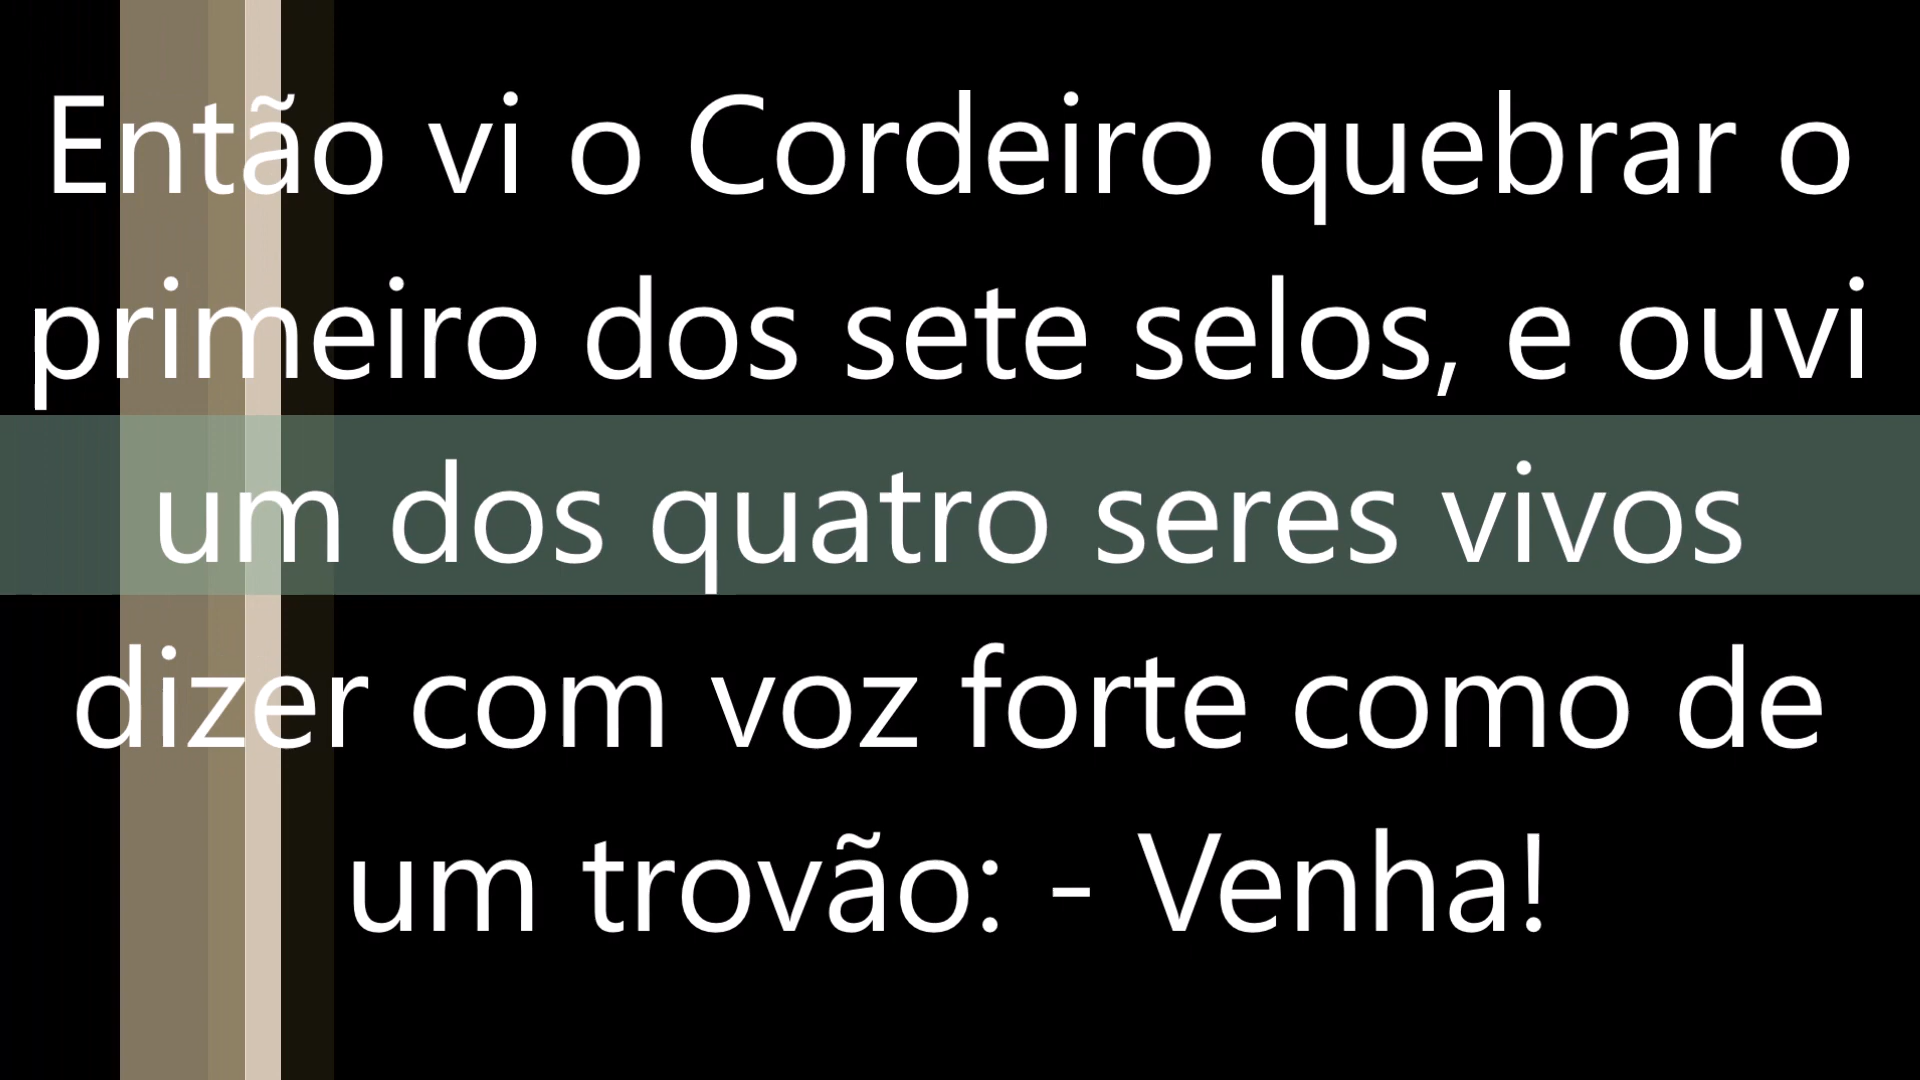 Então vi o Cordeiro quebrar o
primeiro dos sete selos, e ouvi
um dos quatro seres vivos
dizer com voz forte como de
um trovão: - Venha!